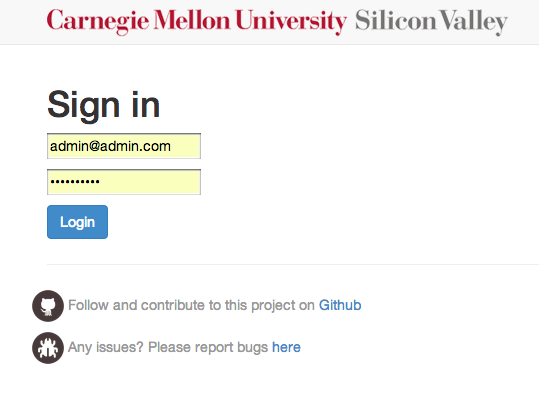 Carnegie Mellon University Silicon Valley
Sign in
admin@admin.com
••••••••••
Login
Follow and contribute to this project on Github
Any issues? Please report bugs here